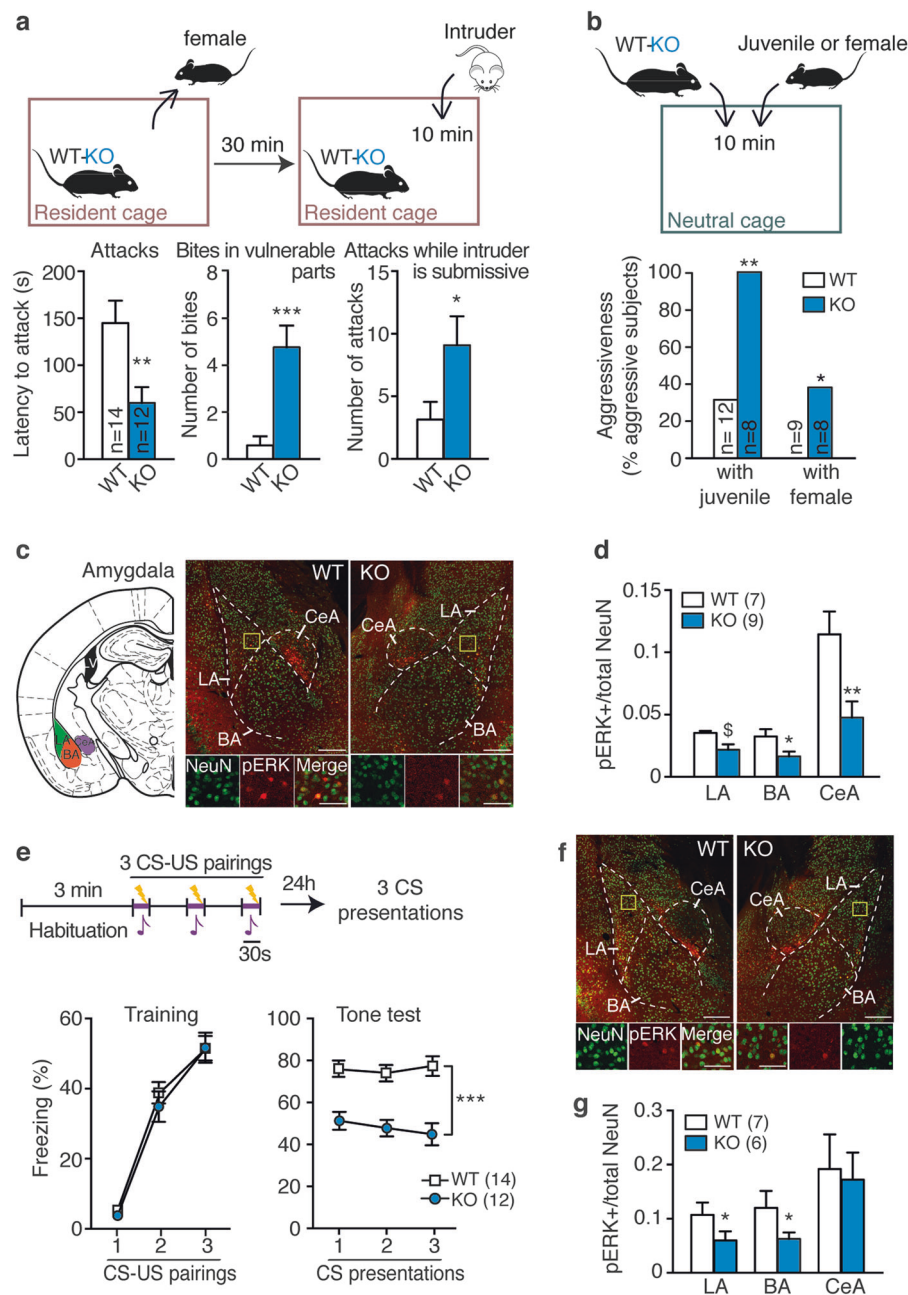 a
female
Intruder
WT-KO
30 min
10 min
WT-KO
Resident cage
Resident cage
Attacks
Latency to attack (s)
200
150
100
50
0
**
n=14
n=12
WT
KO
Bites in vulnerable
parts
Number of bites
8
6
4
2
0
***
WT
KO
Attacks while intruder
is submissive
Number of attacks
15
10
5
0
*
WT
KO
b
WT-KO
Juvenile or female
10 min
Neutral cage
Aggressiveness
(% aggressive subjects)
100
80
60
40
20
0
**
*
WT
KO
n= 12
n=8
n=9
n=8
with
juvenile
with
female
c
Amygdala
LV
LA
BA
CeA
WT
CeA
LA
BA
KO
LA
CeA
BA
NeuN
pERK
Merge
d
pERK+/total NeuN
0.15
0.1
0.05
0
WT (7)
KO (9)
$
*
**
LA
BA
CeA
e
3 CS-US pairings
3 min
24h
3 CS
presentations
Habituation
30s
Training
Freezing (%)
60
40
20
0
1
2
3
CS-US pairings
Tone test
100
80
60
40
20
0
***
WT (14)
KO (12)
1
2
3
CS presentations
f
WT
CeA
LA
BA
KO
LA
CeA
BA
NeuN
pERK
Merge
g
pERK+/total NeuN
0.3
0.2
0.1
0
WT (7)
KO (6)
*
*
LA
BA
CeA